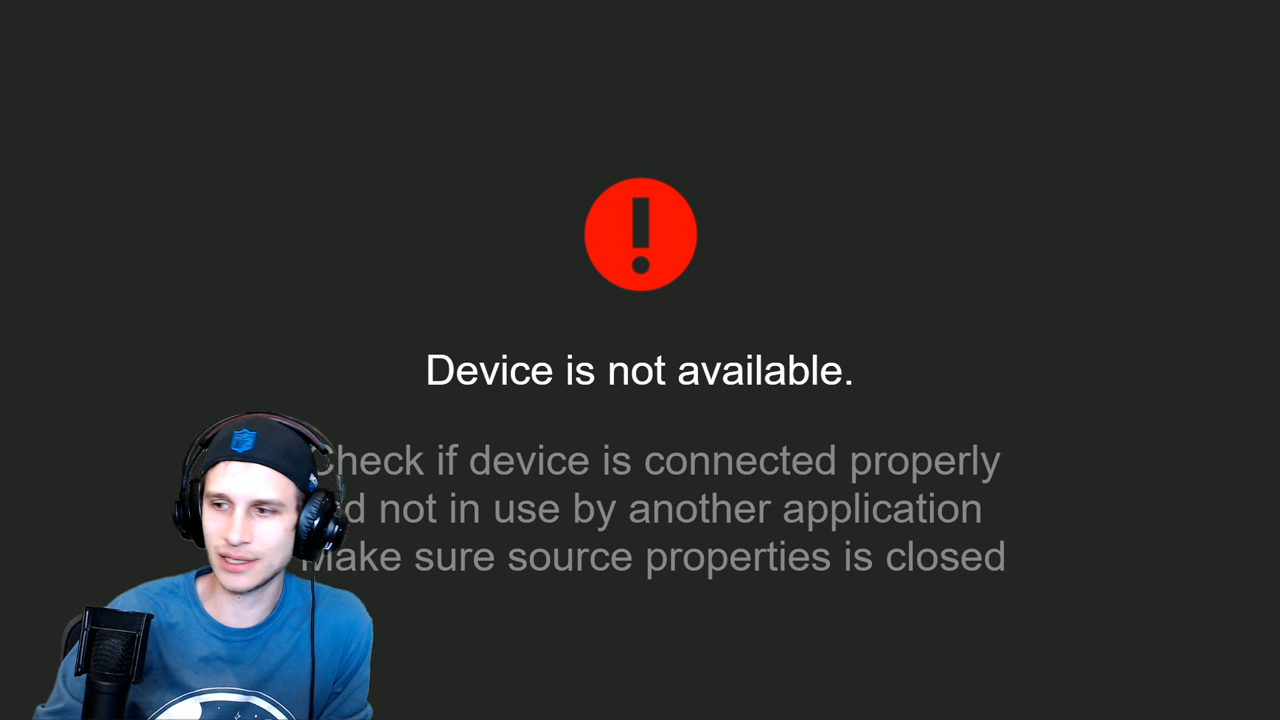 Device is not available.
Check if device is connected properly
not in use by another application
Make sure source properties is closed